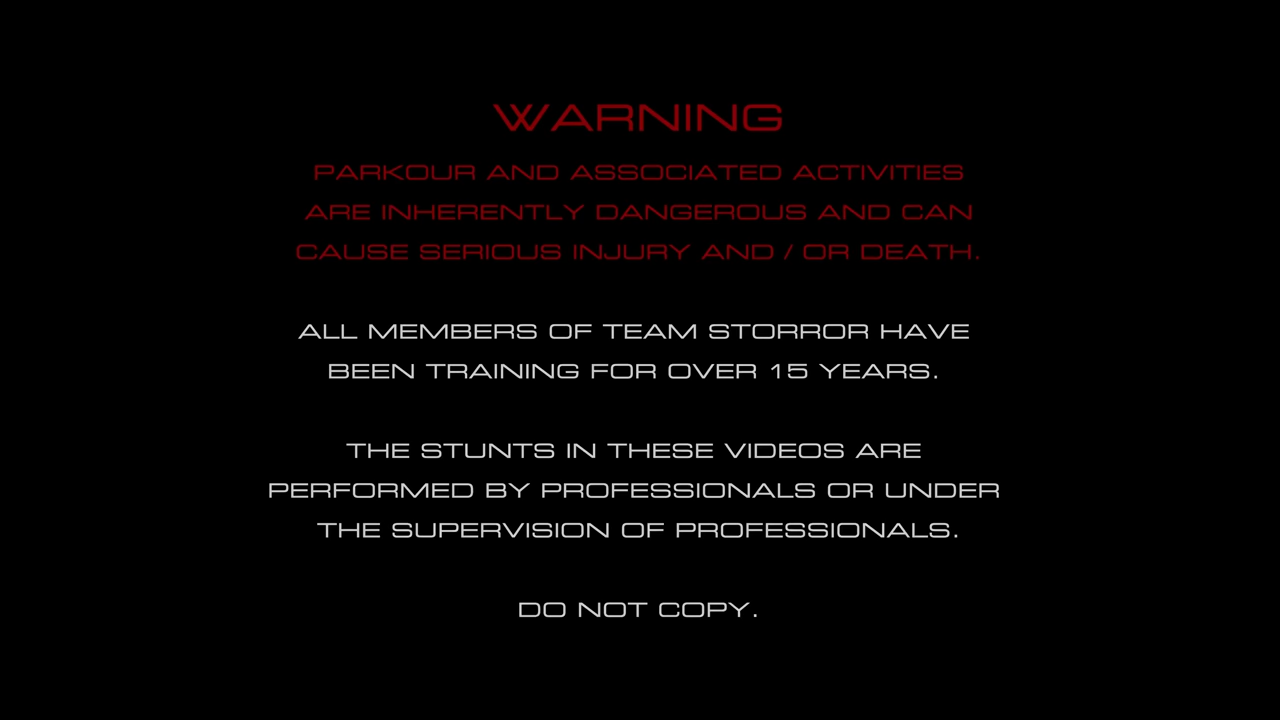 WARNING
PARKOUR AND ASSOCIATED ACTIVITIES
ARE INHERENTLY DANGEROUS AND CAN
CAUSE SERIOUS INJURY AND / OR DEATH.
ALL MEMBERS OF TEAM STORROR HAVE
BEEN TRAINING FOR OVER 15 YEARS.
THE STUNTS IN THESE VIDEOS ARE
PERFORMED BY PROFESSIONALS OR UNDER
THE SUPERVISION OF PROFESSIONALS.
DO NOT COPY.